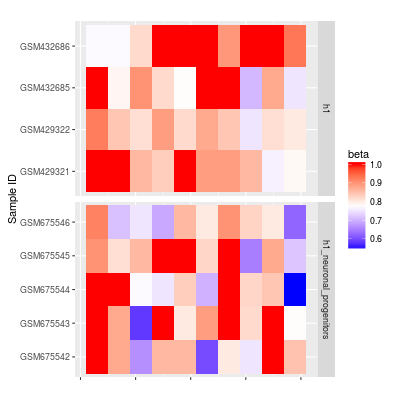 GSM432686
GSM432685
GSM429322
GSM429321
h1
GSM675546
GSM675545
GSM675544
GSM675543
GSM675542
h1_neuronal_progenitors
Sample ID
beta
1.0
0.9
0.8
0.7
0.6